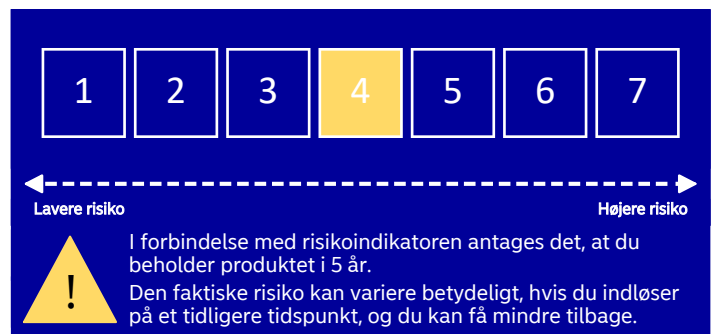 1 2 3 4 5 6 7
Lavere risiko Højere risiko
I forbindelse med risikoindikatoren antages det, at du
beholder produktet i 5 år.
!
Den faktiske risiko kan variere betydeligt, hvis du indløser
på et tidligere tidspunkt, og du kan få mindre tilbage.